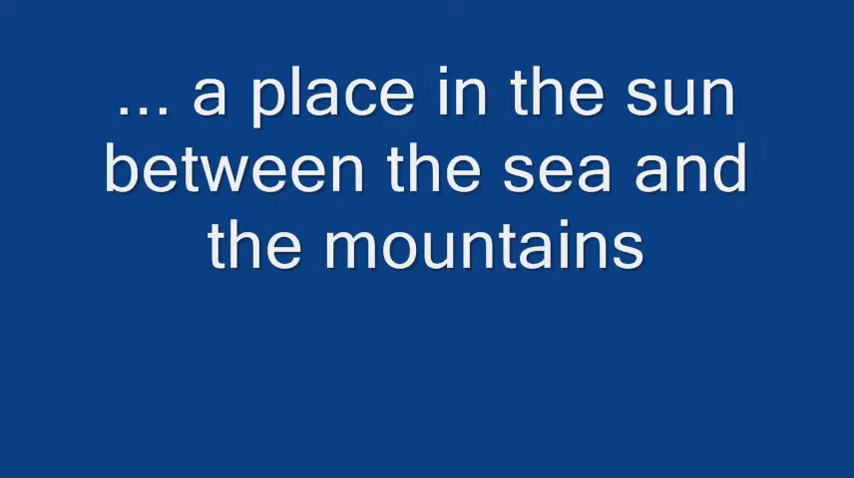 ... a place in the sun
between the sea and
the mountains